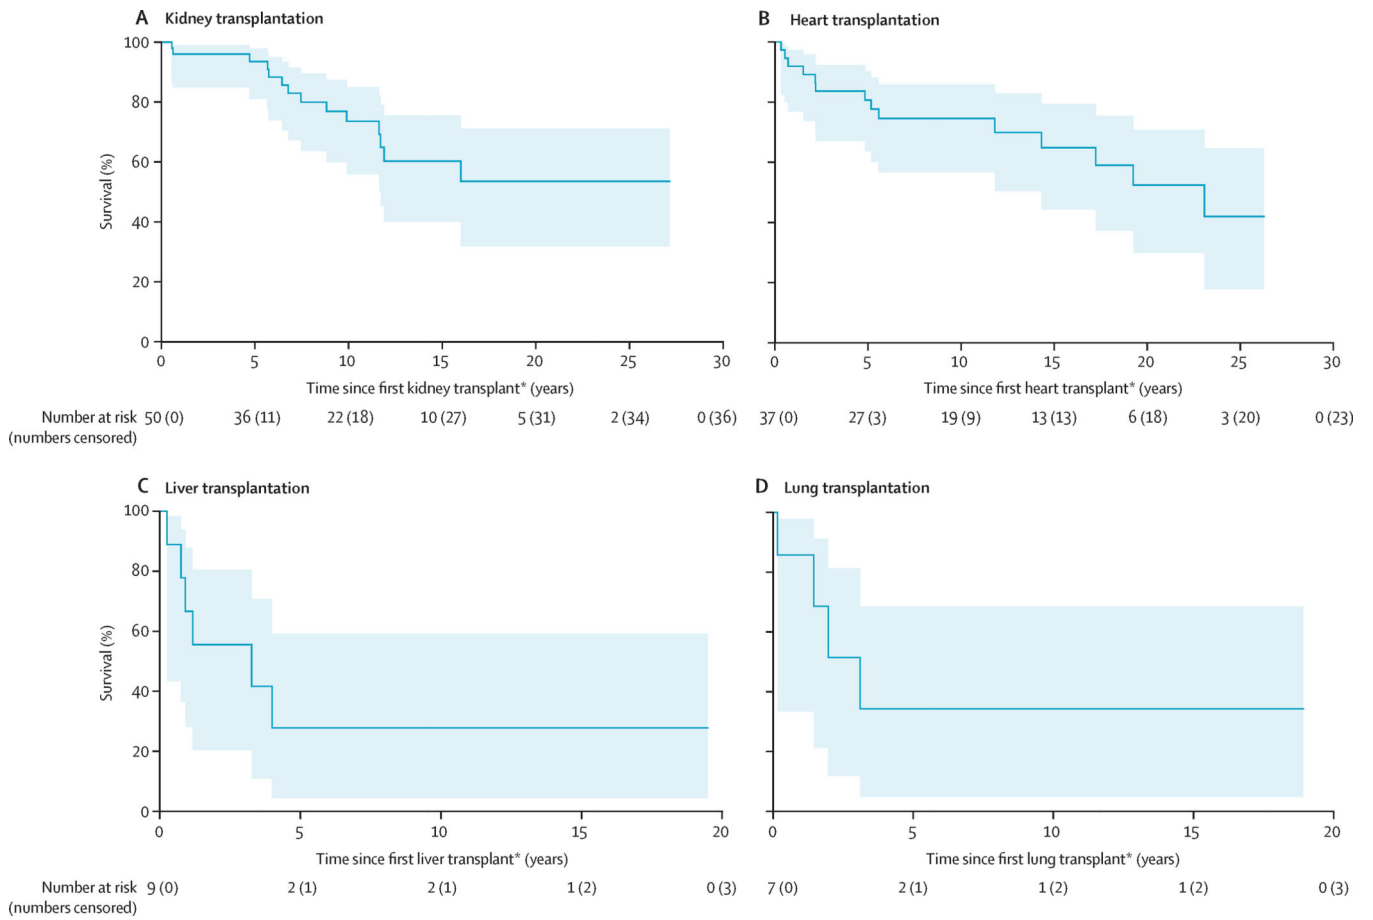 A Kidney transplantation
100
80
60
40
20
0
Survival (%)
0 5 10 15 20 25 30
Time since first kidney transplant* (years)
Number at risk 50 (0) 36 (11) 22 (18) 10 (27) 5 (31) 2 (34) 0 (36)
(numbers censored)
B Heart transplantation
0 5 10 15 20 25 30
Time since first heart transplant* (years)
37 (0) 27 (3) 19 (9) 13 (13) 6 (18) 3 (20) 0 (23)
C Liver transplantation
100
80
60
40
20
0
Survival (%)
0 5 10 15 20
Time since first liver transplant* (years)
Number at risk 9 (0) 2 (1) 2 (1) 1 (2) 0 (3)
(numbers censored)
D Lung transplantation
0 5 10 15 20
Time since first lung transplant* (years)
7 (0) 2 (1) 1 (2) 1 (2) 0 (3)